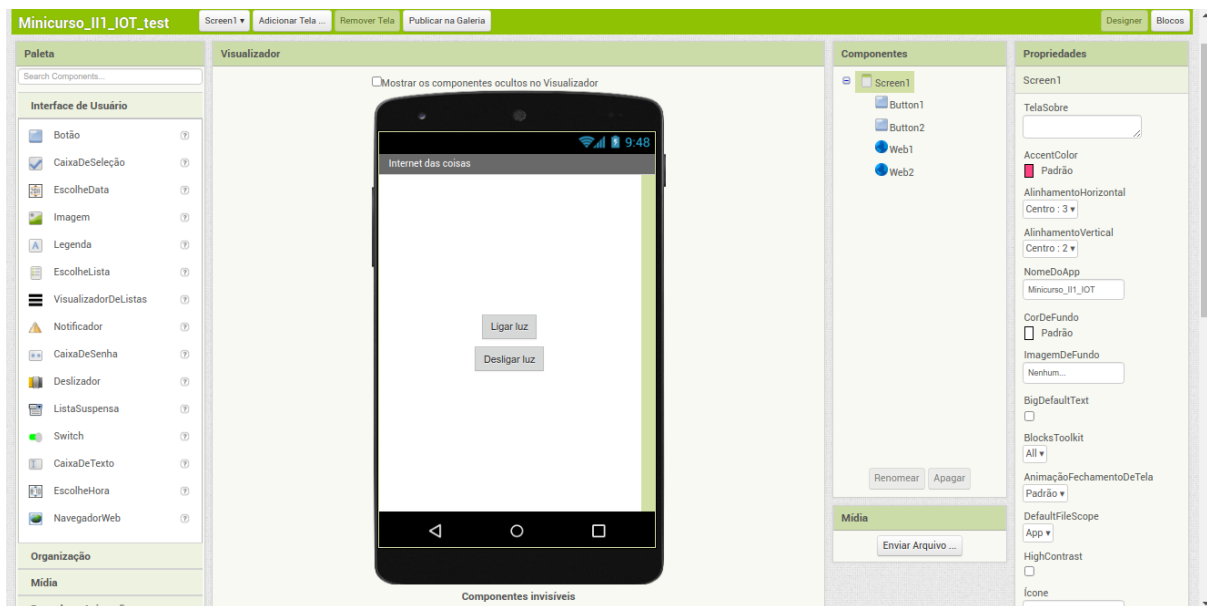 Minicurso_II1_IOT_test
Screen1 ▾
Adicionar Tela ...
Remover Tela
Publicar na Galeria
Designer
Blocos
Paleta
Search Components...
Interface de Usuário
Botão ?
CaixaDeSeleção ?
EscolheData ?
Imagem ?
Legenda ?
EscolheLista ?
VisualizadorDeListas ?
Notificador ?
CaixaDeSenha ?
Deslizador ?
ListaSuspensa ?
Switch ?
CaixaDeTexto ?
EscolheHora ?
NavegadorWeb ?
Organização
Mídia
Visualizador
Mostrar os componentes ocultos no Visualizador
9:48
Internet das coisas
Ligar luz
Desligar luz
Componentes invisíveis
Componentes
Screen1
Button1
Button2
Web1
Web2
Renomear
Apagar
Mídia
Enviar Arquivo ...
Propriedades
Screen1
TelaSobre
AccentColor
Padrão
AlinhamentoHorizontal
Centro : 3 ▾
AlinhamentoVertical
Centro : 2 ▾
NomeDoApp
Minicurso_II1_IOT
CorDeFundo
Padrão
ImagemDeFundo
Nenhum...
BigDefaultText
BlocksToolkit
All ▾
AnimaçãoFechamentoDeTela
Padrão ▾
DefaultFileScope
App ▾
HighContrast
Ícone